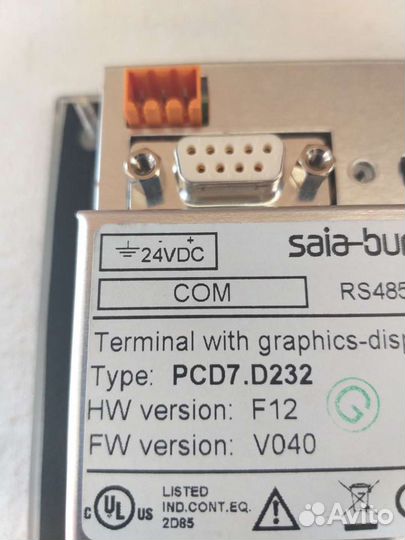 - +
24VDC
saia-bu
COM RS485
Terminal with graphics-disp
Type: PCD7.D232
HW version: F12 G
FW version: V040
C UL US LISTED
IND.CONT.EQ.
2D85
Avito